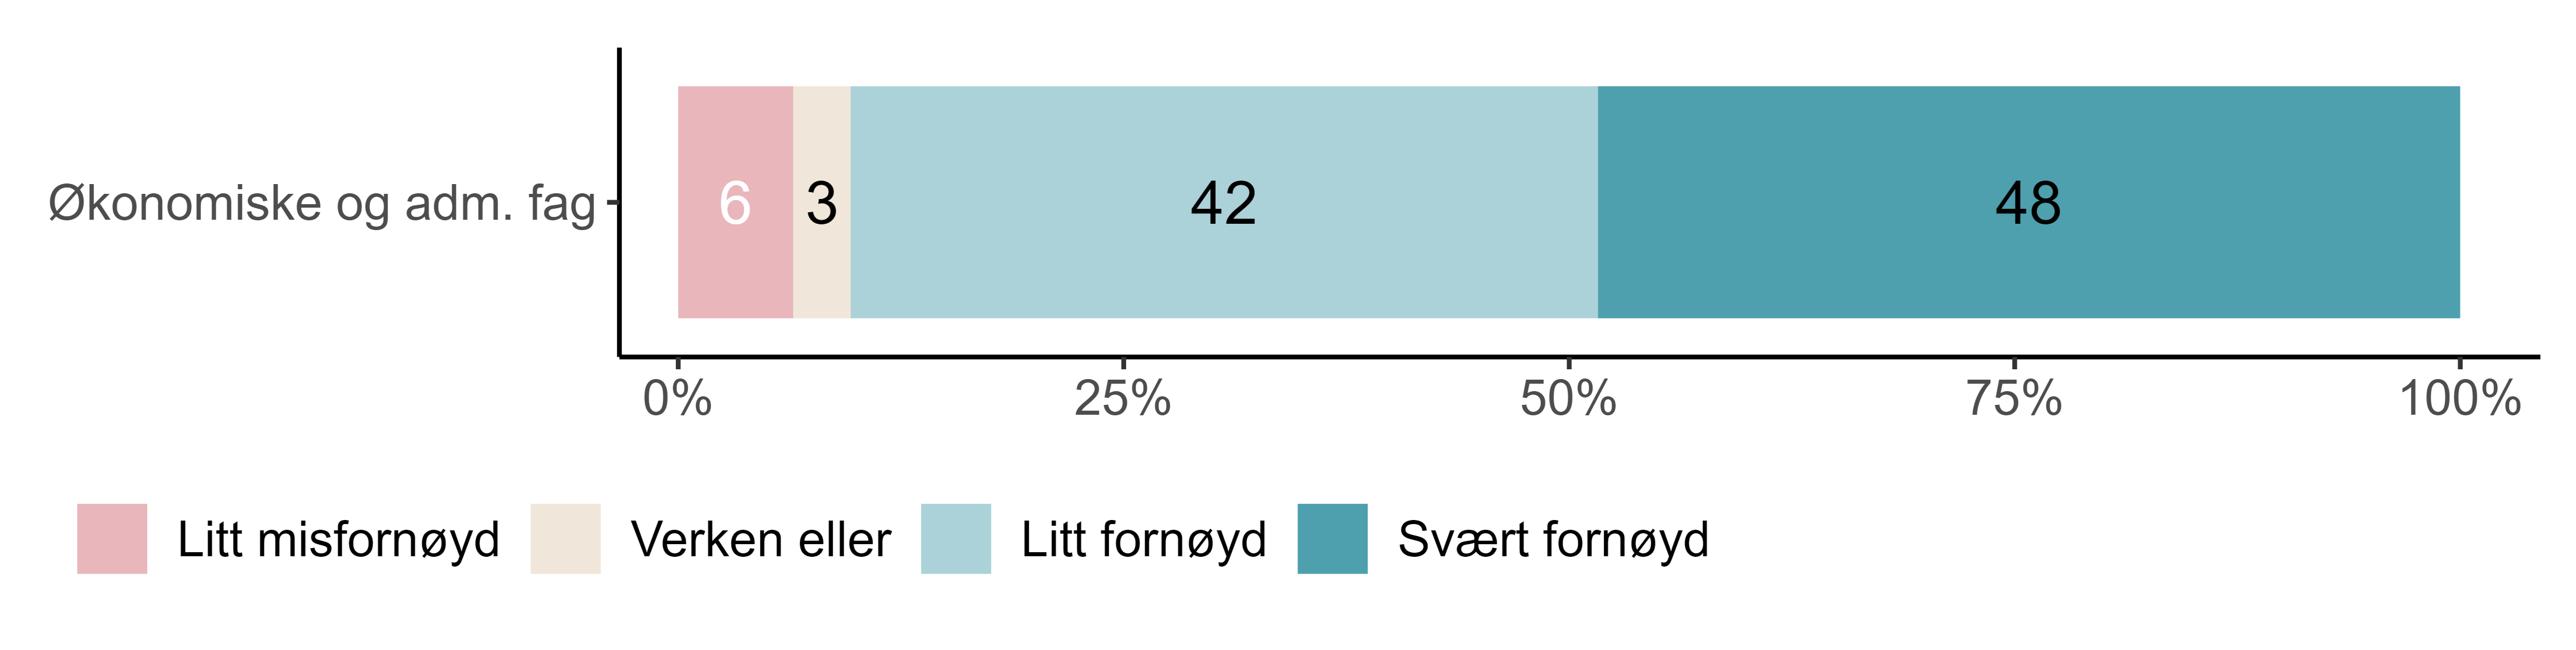 Økonomiske og adm. fag
6 3 42 48
0% 25% 50% 75% 100%
Litt misfornøyd Verken eller Litt fornøyd Svært fornøyd